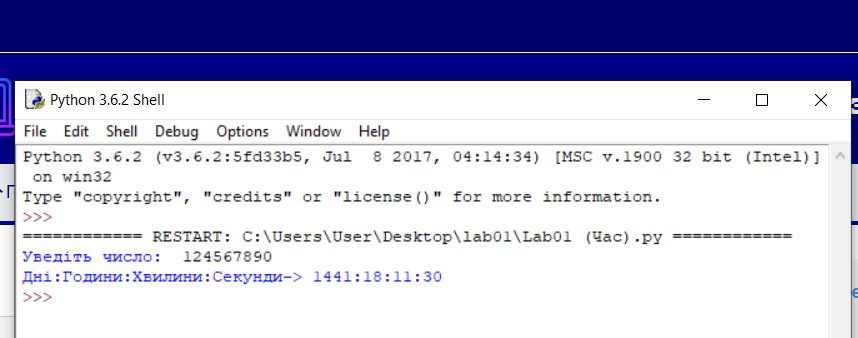 Python 3.6.2 Shell
File Edit Shell Debug Options Window Help
Python 3.6.2 (v3.6.2:5fd33b5, Jul  8 2017, 04:14:34) [MSC v.1900 32 bit (Intel)]
 on win32
Type "copyright", "credits" or "license()" for more information.
>>>
============ RESTART: C:\Users\User\Desktop\lab01\Lab01 (Час).py ============
Уведіть число:  124567890
Дні:Години:Хвилини:Секунди-> 1441:18:11:30
>>>